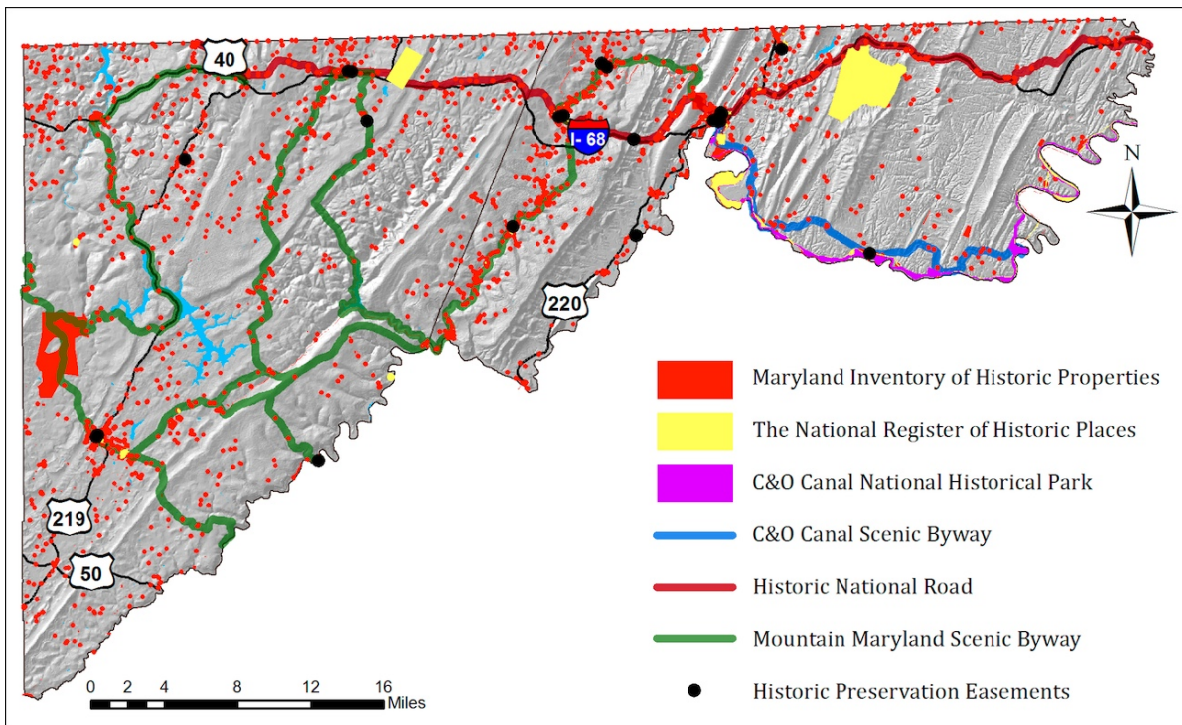 40
I- 68
N
220
219
50
Maryland Inventory of Historic Properties
The National Register of Historic Places
C&O Canal National Historical Park
C&O Canal Scenic Byway
Historic National Road
Mountain Maryland Scenic Byway
Historic Preservation Easements
0 2 4 8 12 16
Miles